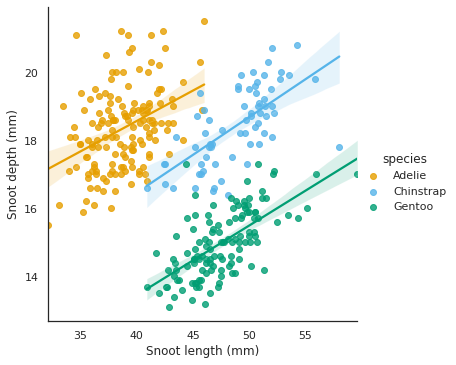 20
18
16
14
Snoot depth (mm)
35 40 45 50 55
Snoot length (mm)
species
Adelie
Chinstrap
Gentoo